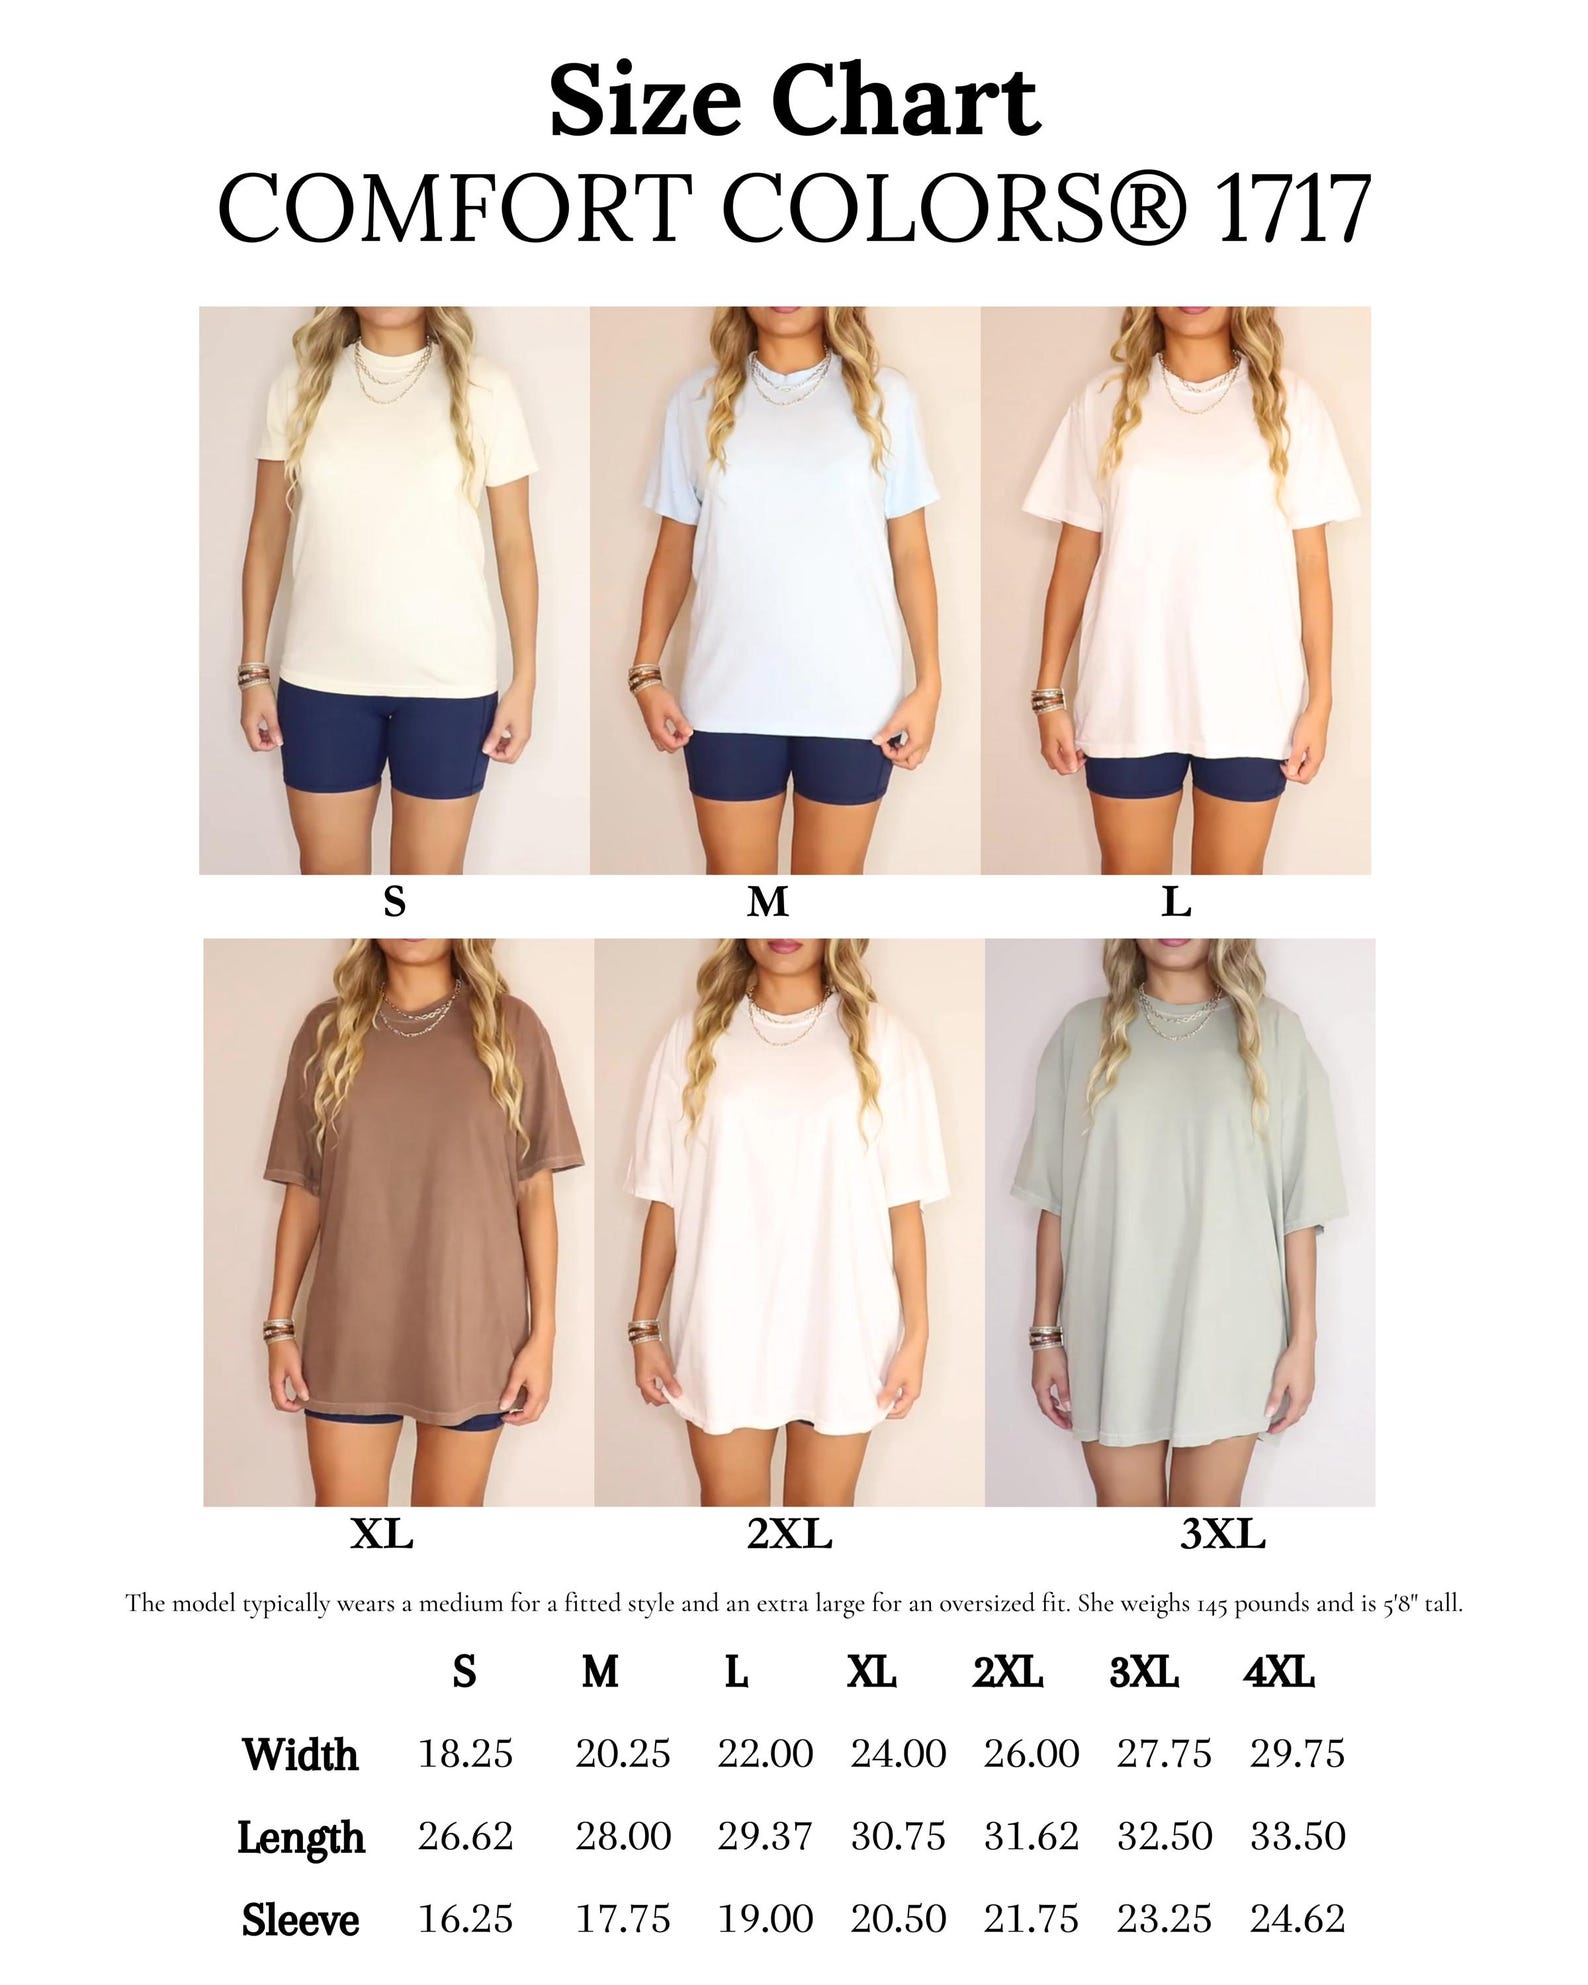 Size Chart
COMFORT COLORS® 1717
S M L
XL 2XL 3XL
The model typically wears a medium for a fitted style and an extra large for an oversized fit. She weighs 145 pounds and is 5'8" tall.
S M L XL 2XL 3XL 4XL
Width 18.25 20.25 22.00 24.00 26.00 27.75 29.75
Length 26.62 28.00 29.37 30.75 31.62 32.50 33.50
Sleeve 16.25 17.75 19.00 20.50 21.75 23.25 24.62